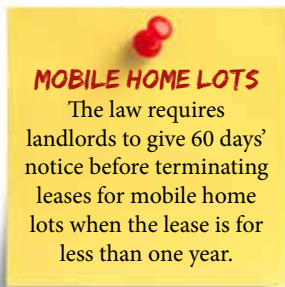 MOBILE HOME LOTS
The law requires
landlords to give 60 days’
notice before terminating
leases for mobile home
lots when the lease is for
less than one year.